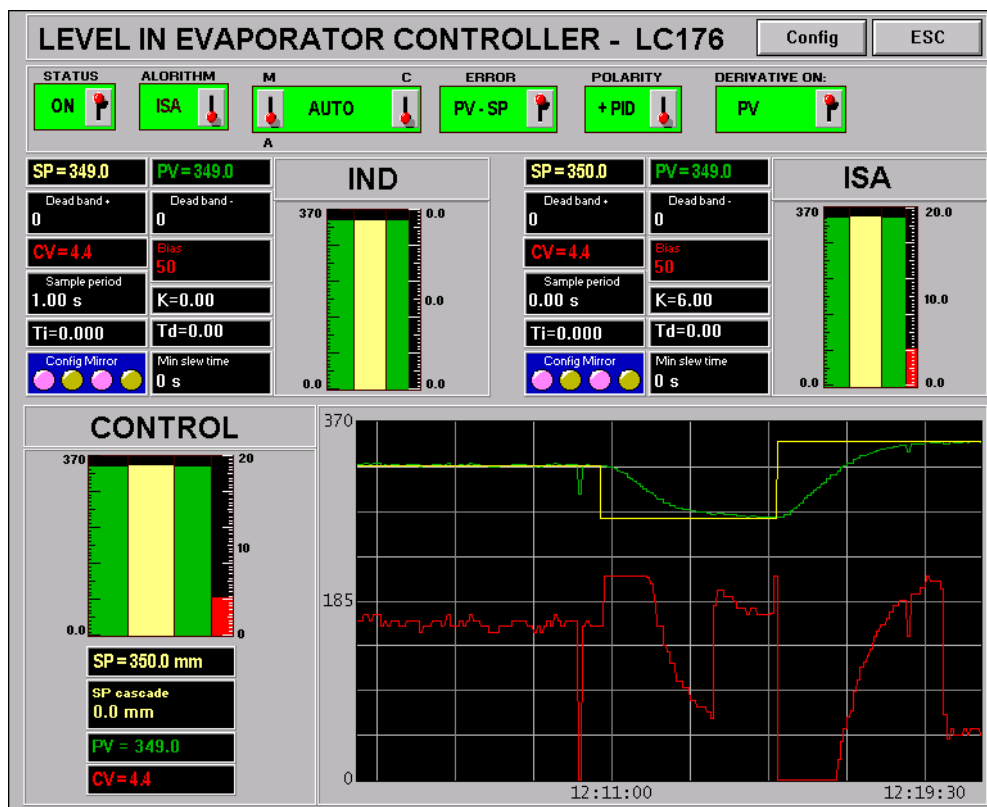 LEVEL IN EVAPORATOR CONTROLLER - LC176
Config
ESC
STATUS
ALORITHM
M
C
ERROR
POLARITY
DERIVATIVE ON:
ON
ISA
AUTO
PV - SP
+ PID
PV
A
SP = 349.0
PV = 349.0
IND
Dead band +
0
Dead band -
0
CV = 4.4
Bias
50
Sample period
1.00 s
K=0.00
Ti=0.000
Td=0.00
Config Mirror
Min slew time
0 s
370
0.0
0.0
0.0
0.0
SP = 350.0
PV = 349.0
ISA
Dead band +
0
Dead band -
0
CV = 4.4
Bias
50
Sample period
0.00 s
K=6.00
Ti=0.000
Td=0.00
Config Mirror
Min slew time
0 s
370
20.0
10.0
0.0
0.0
CONTROL
370
20
10
0.0
0
SP = 350.0 mm
SP cascade
0.0 mm
PV = 349.0
CV = 4.4
370
185
0
12:11:00
12:19:30